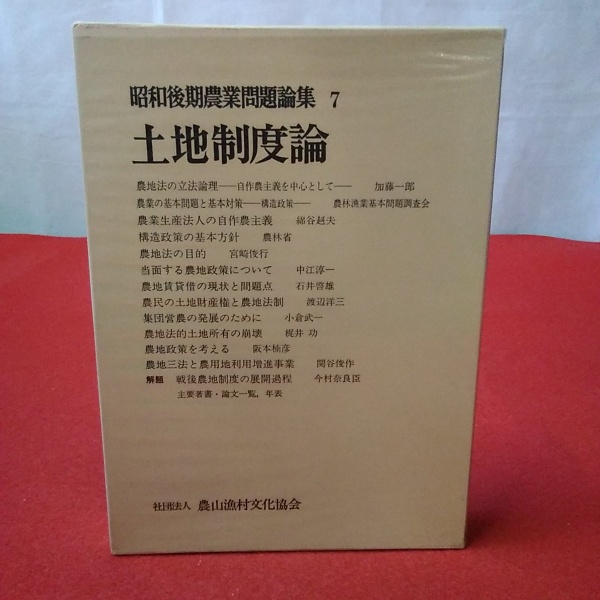 昭和後期農業問題論集 7
土地制度論
農地法の立法論理――自作農主義を中心として―― 加藤一郎
農業の基本問題と基本対策――構造政策―― 農林漁業基本問題調査会
農業生産法人の自作農主義 綿谷赳夫
構造政策の基本方針 農林省
農地法の目的 宮崎俊行
当面する農地政策について 中江淳一
農地賃貸借の現状と問題点 石井啓雄
農民の土地財産権と農地法制 渡辺洋三
集団営農の発展のために 小倉武一
農地法的土地所有の崩壊 梶井 功
農地政策を考える 阪本楠彦
農地三法と農用地利用増進事業 関谷俊作
解題 戦後農地制度の展開過程 今村奈良臣
主要著書・論文一覧，年表
社団法人 農山漁村文化協会